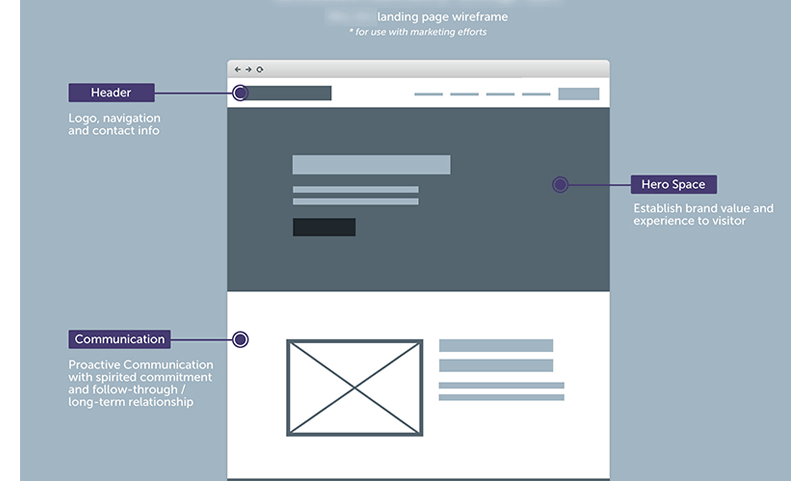 landing page wireframe
* for use with marketing efforts
Header
Logo, navigation
and contact info
Hero Space
Establish brand value and
experience to visitor
Communication
Proactive Communication
with spirited commitment
and follow-through /
long-term relationship